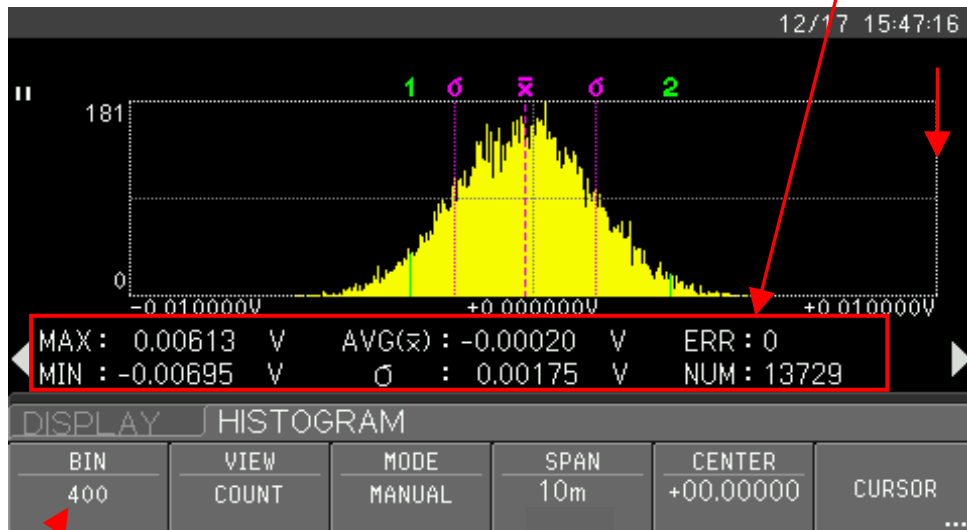 12/17 15:47:16
1 σ x̄ σ 2
181
0
-0.010000V +0.000000V +0.010000V
MAX: 0.00613 V AVG(x̄): -0.00020 V ERR: 0
MIN: -0.00695 V σ : 0.00175 V NUM: 13729
DISPLAY HISTOGRAM
BIN VIEW MODE SPAN CENTER
400 COUNT MANUAL 10m +00.00000 CURSOR
...